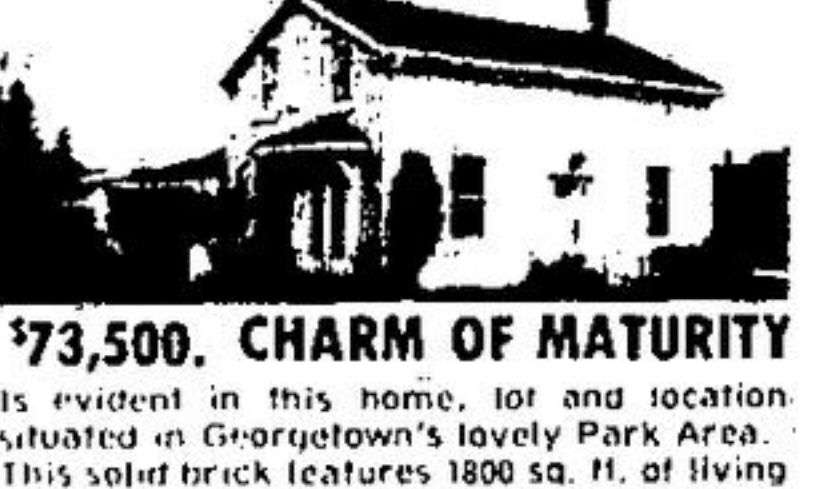 $73,500. CHARM OF MATURITY
Is evident in this home, lot and location
situated in Georgetown's lovely Park Area.
This solid brick features 1800 sq. ft. of living